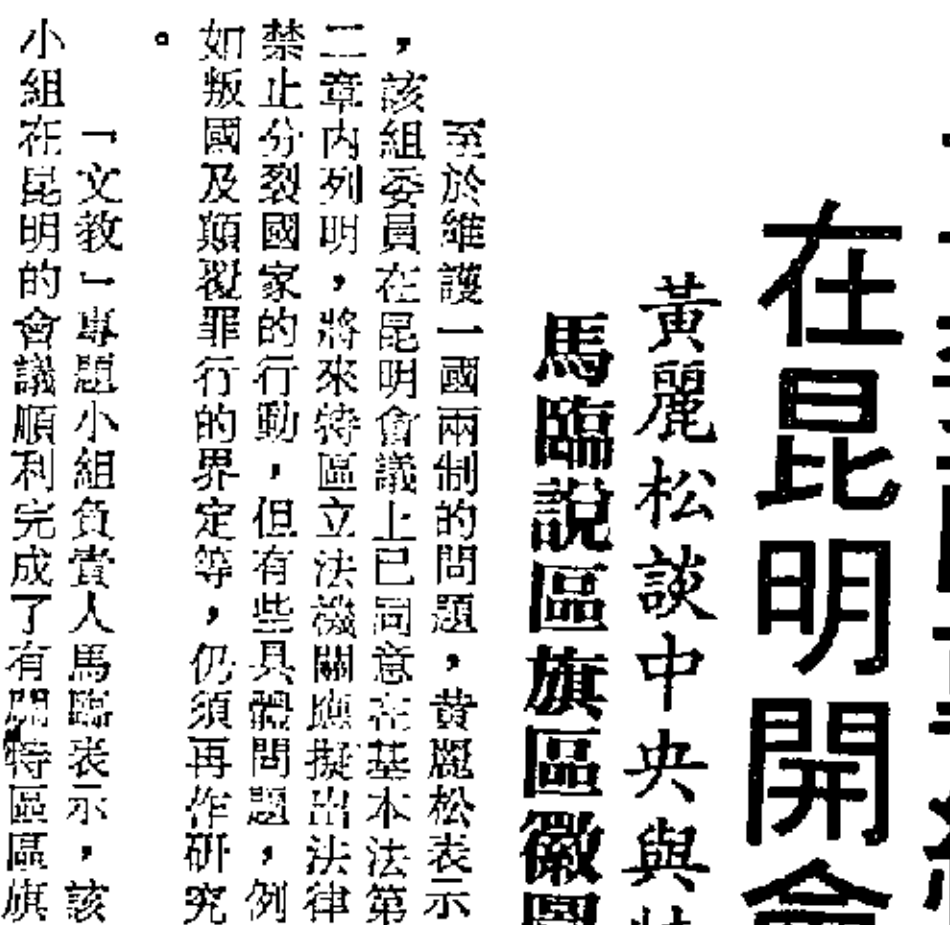 在昆明開會
黃麗松談中央與特
馬臨說區旗區徽圖
至於維護一國兩制的問題，黃麗松表示
，該組委員在昆明會議上已同意在基本法第
二章内列明，將來特區立法機關應擬出法律
禁止分裂國家的行動，但有些具體問題，例
如叛國及顛覆罪行的界定等，仍須再作研究
。
「文教」專題小組負責人馬臨表示，該
小組在昆明的會議順利完成了有關特區區旗